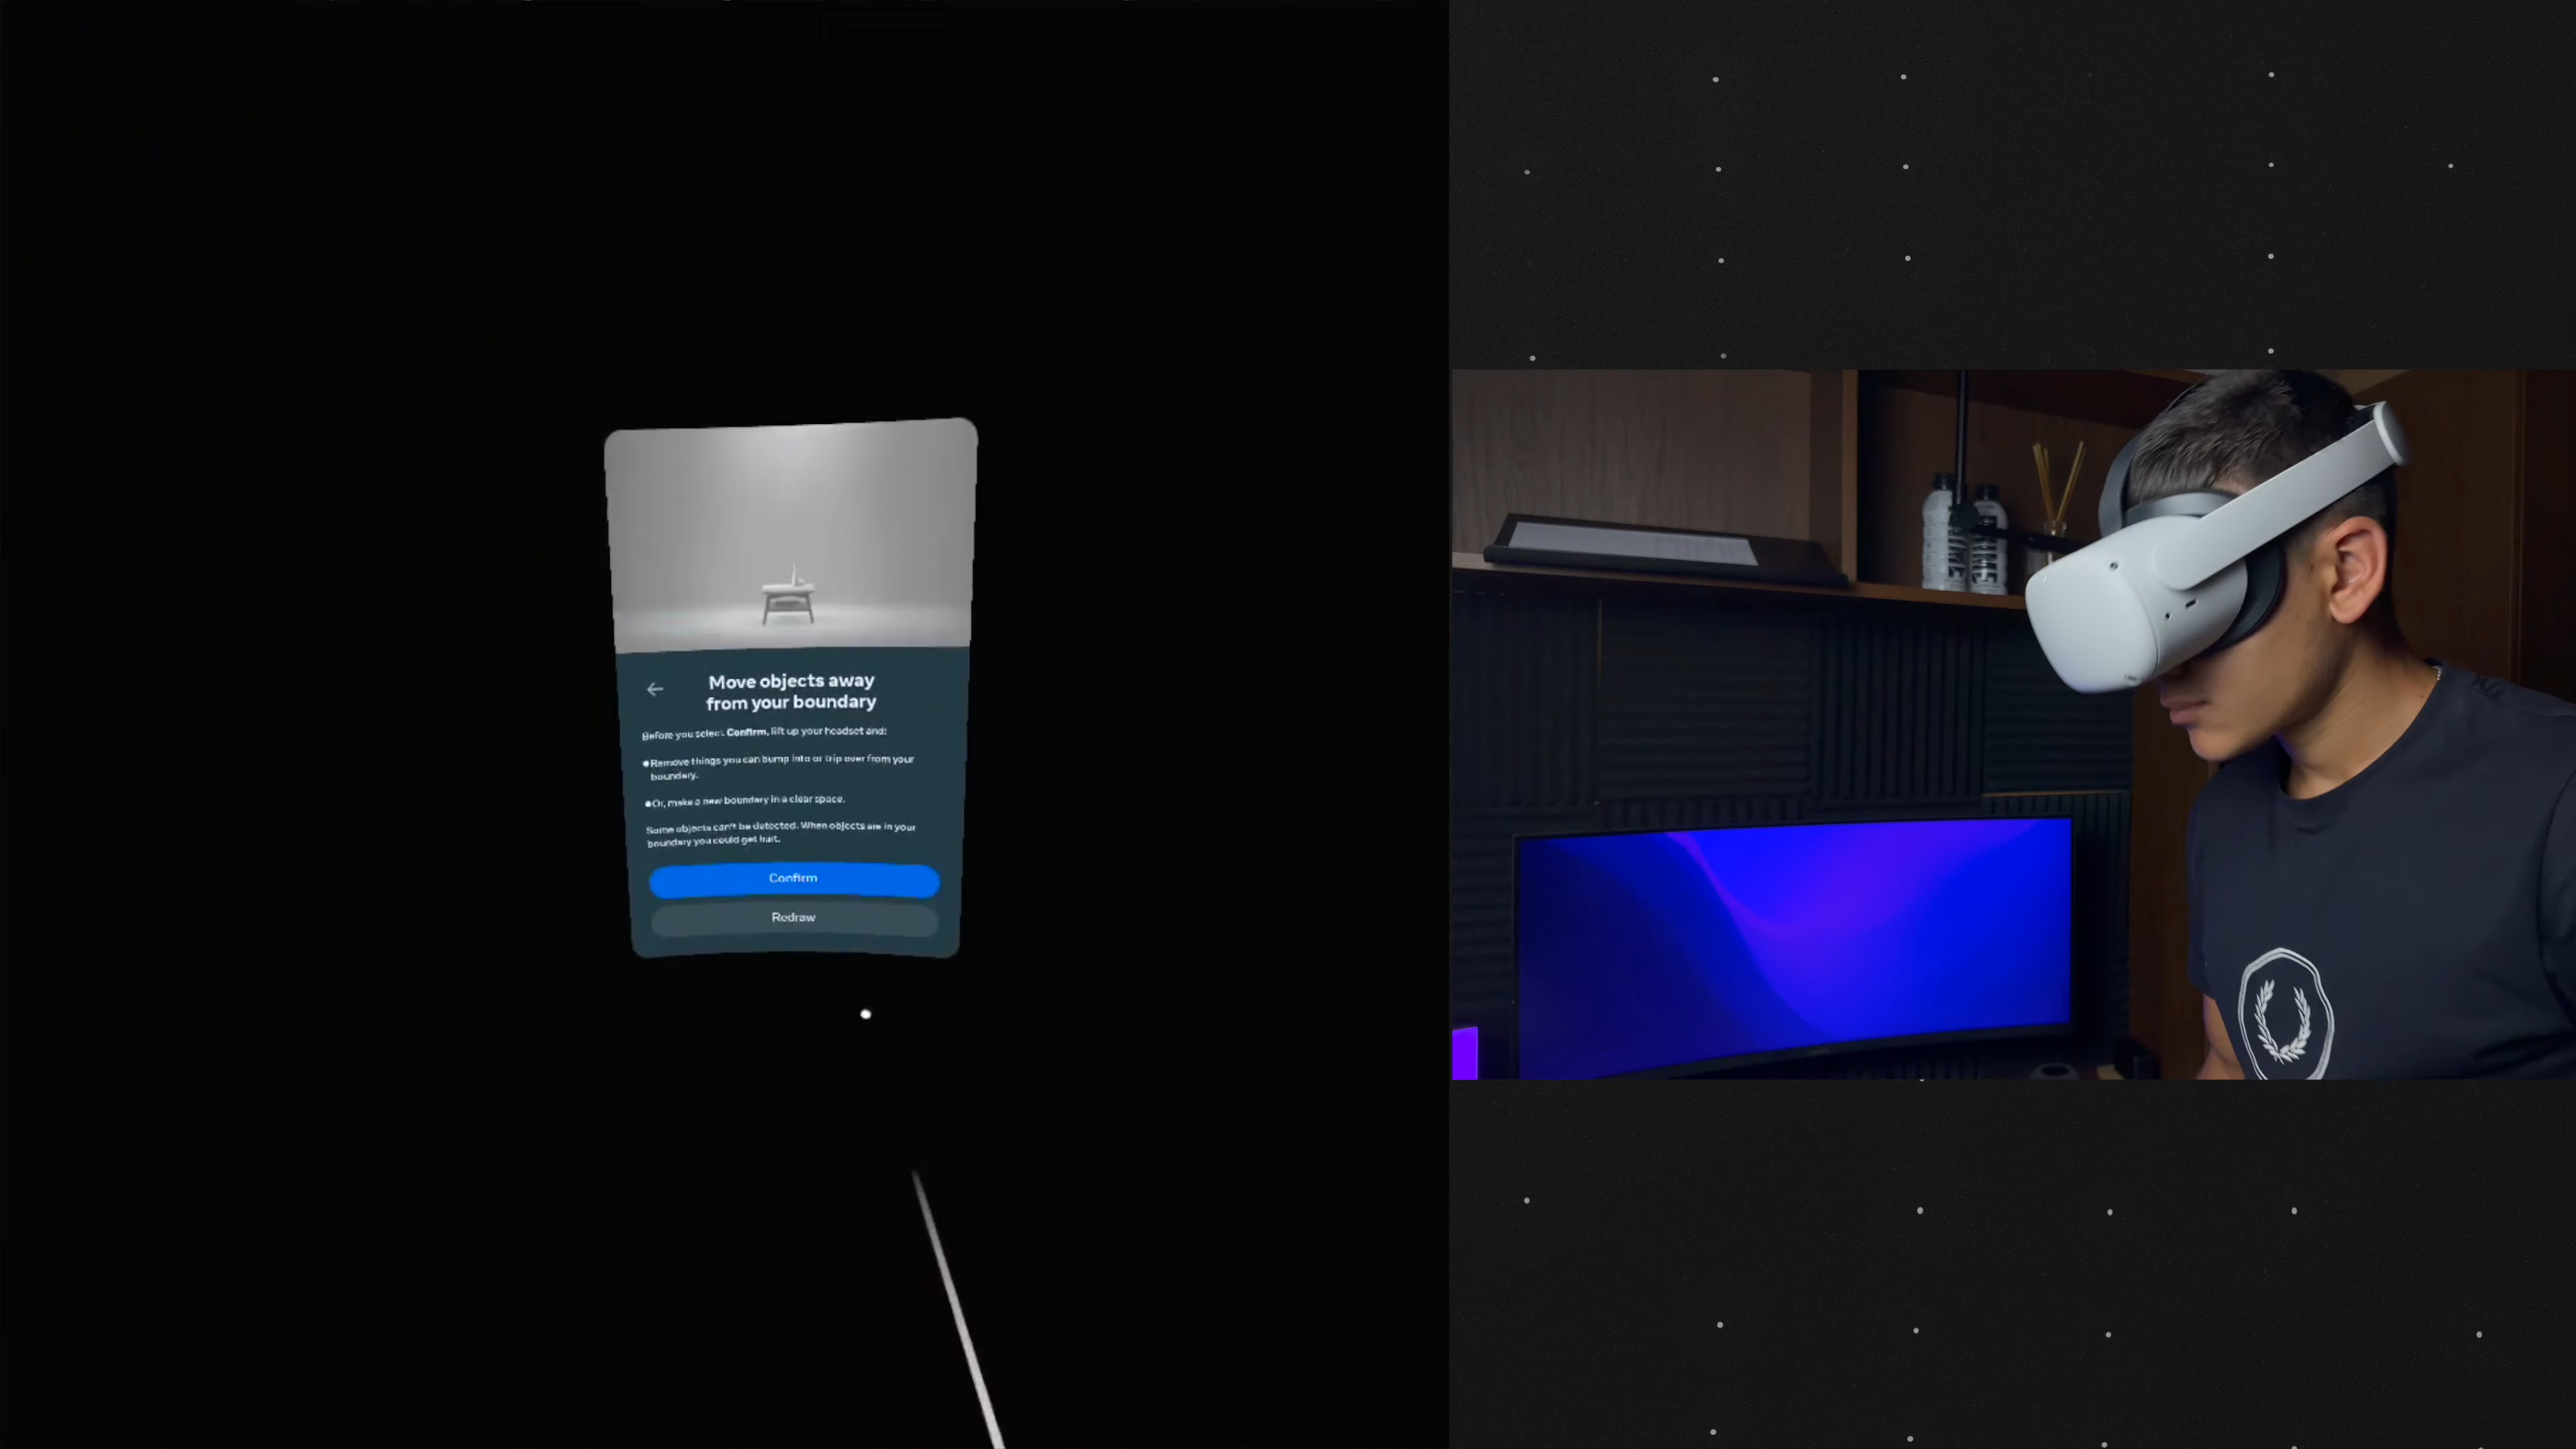 Move objects away
from your boundary
Before you select Confirm, lift up your headset and:
Remove things you can bump into or trip over from your
boundary.
Or, make a new boundary in a clear space.
Some objects can't be detected. When objects are in your
boundary you could get hurt.
Confirm
Redraw